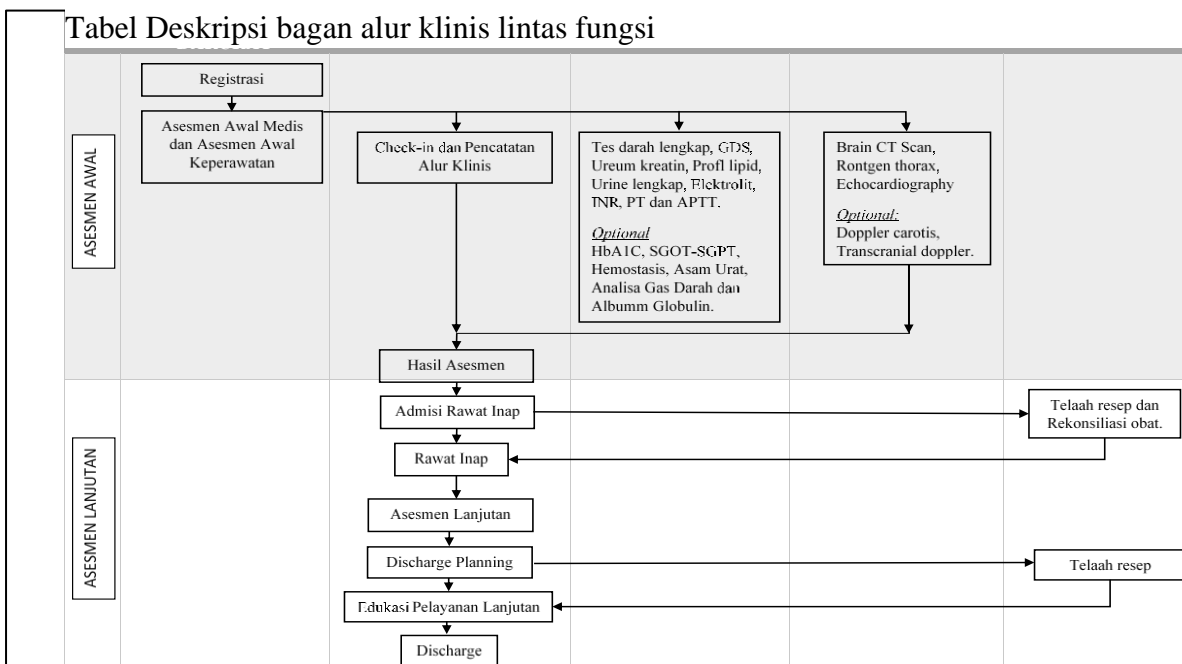 Tabel Deskripsi bagan alur klinis lintas fungsi
Registrasi
Asesmen Awal Medis
dan Asesmen Awal
Keperawatan
Check-in dan Pencatatan
Alur Klinis
Tes darah lengkap, GDS,
Ureum kreatin, Profl lipid,
Urine lengkap, Elektrolit,
INR, PT dan APTT.
Optional
HbA1C, SGOT-SGPT,
Hemostasis, Asam Urat,
Analisa Gas Darah dan
Albumm Globulin.
Brain CT Scan,
Rontgen thorax,
Echocardiography
Optional:
Doppler carotis,
Transcranial doppler.
ASESMEN AWAL
Hasil Asesmen
Admisi Rawat Inap
Telaah resep dan
Rekonsiliasi obat.
Rawat Inap
ASESMEN LANJUTAN
Asesmen Lanjutan
Discharge Planning
Telaah resep
Edukasi Pelayanan Lanjutan
Discharge